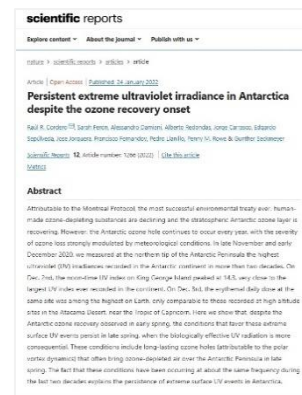 scientific reports
Explore content About the journal Publish with us
nature > scientific reports > articles > article
Article | Open Access | Published: 24 January 2022
Persistent extreme ultraviolet irradiance in Antarctica
despite the ozone recovery onset
Raúl R. Cordero, Sarah Feron, Alessandro Damiani, Alberto Redondas, Jorge Carrasco, Edgardo
Sepúlveda, Jose Jorquera, Francisco Fernandoy, Pedro Llanillo, Penny M. Rowe & Gunther Seckmeyer
Scientific Reports 12, Article number: 1266 (2022) | Cite this article
Metrics
Abstract
Attributable to the Montreal Protocol, the most successful environmental treaty ever, human-
made ozone-depleting substances are declining and the stratospheric Antarctic ozone layer is
recovering. However, the Antarctic ozone hole continues to occur every year, with the severity
of ozone loss strongly modulated by meteorological conditions. In late November and early
December 2020, we measured at the northern tip of the Antarctic Peninsula the highest
ultraviolet (UV) irradiances recorded in the Antarctic continent in more than two decades. On
Dec. 2nd, the noon-time UV index on King George Island peaked at 14.3, very close to the
largest UV index ever recorded in the continent. On Dec. 3rd, the erythemal daily dose at the
same site was among the highest on Earth, only comparable to those recorded at high altitude
sites in the Atacama Desert, near the Tropic of Capricorn. Here we show that, despite the
Antarctic ozone recovery observed in early spring, the conditions that favor these extreme
surface UV events persist in late spring, when the biologically effective UV radiation is more
consequential. These conditions include long-lasting ozone holes (attributable to the polar
vortex dynamics) that often bring ozone-depleted air over the Antarctic Peninsula in late
spring. The fact that these conditions have been occurring at about the same frequency during
the last two decades explains the persistence of extreme surface UV events in Antarctica.